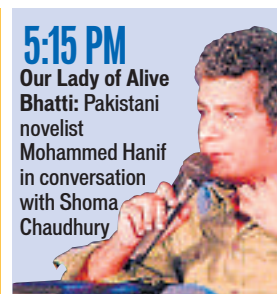 5:15 PM
Our Lady of Alive
Bhatti: Pakistani
novelist
Mohammed Hanif
in conversation
with Shoma
Chaudhury